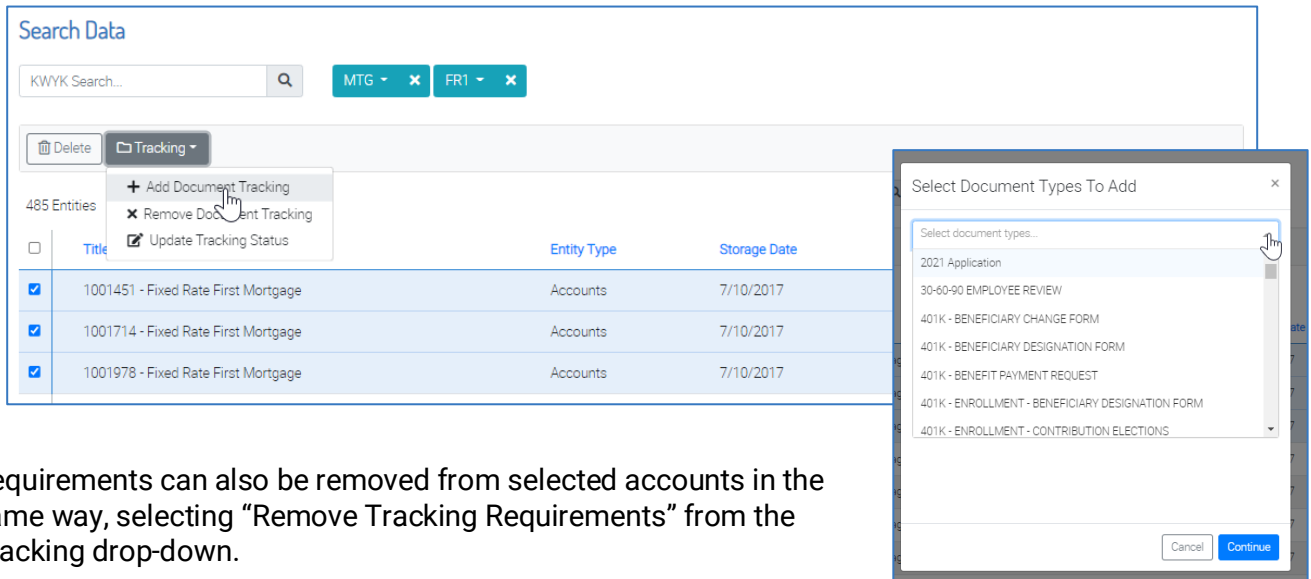 Search Data
KWYK Search...
MTG
FR1
Delete
Tracking
Add Document Tracking
485 Entities
Remove Document Tracking
Update Tracking Status
Title
Entity Type
Storage Date
1001451 - Fixed Rate First Mortgage
Accounts
7/10/2017
1001714 - Fixed Rate First Mortgage
Accounts
7/10/2017
1001978 - Fixed Rate First Mortgage
Accounts
7/10/2017
Select Document Types To Add
Select document types...
2021 Application
30-60-90 EMPLOYEE REVIEW
401K - BENEFICIARY CHANGE FORM
401K - BENEFICIARY DESIGNATION FORM
401K - BENEFIT PAYMENT REQUEST
401K - ENROLLMENT - BENEFICIARY DESIGNATION FORM
401K - ENROLLMENT - CONTRIBUTION ELECTIONS
Cancel
Continue
equirements can also be removed from selected accounts in the
ame way, selecting “Remove Tracking Requirements” from the
acking drop-down.